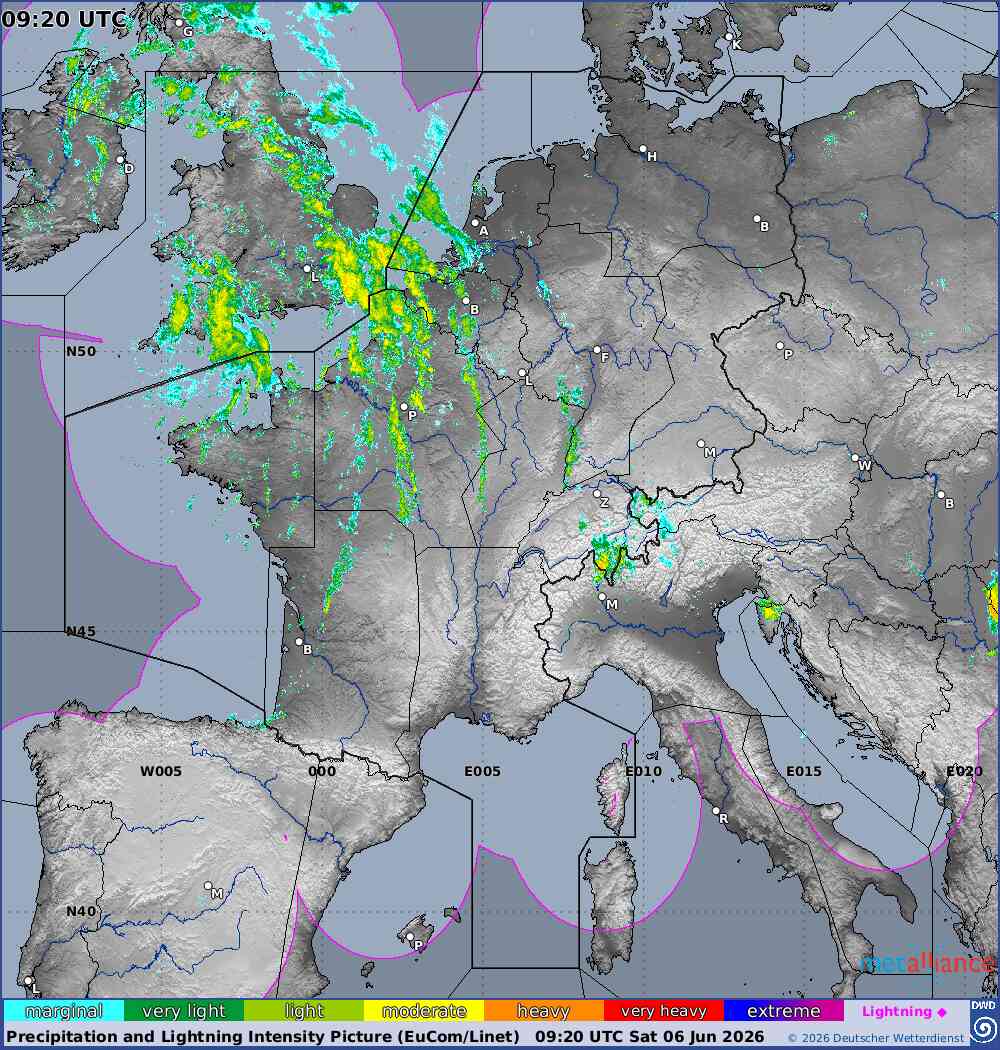 09:20 UTC
G
K
D
H
A
B
L
B
N50
F
P
L
P
M
W
Z
B
M
N45
B
W005
000
E005
E010
E015
E020
R
M
N40
P
L
metalliance
marginal very light light moderate heavy very heavy extreme Lightning ◆
DWD
Precipitation and Lightning Intensity Picture (EuCom/Linet) 09:20 UTC Sat 06 Jun 2026 © 2026 Deutscher Wetterdienst